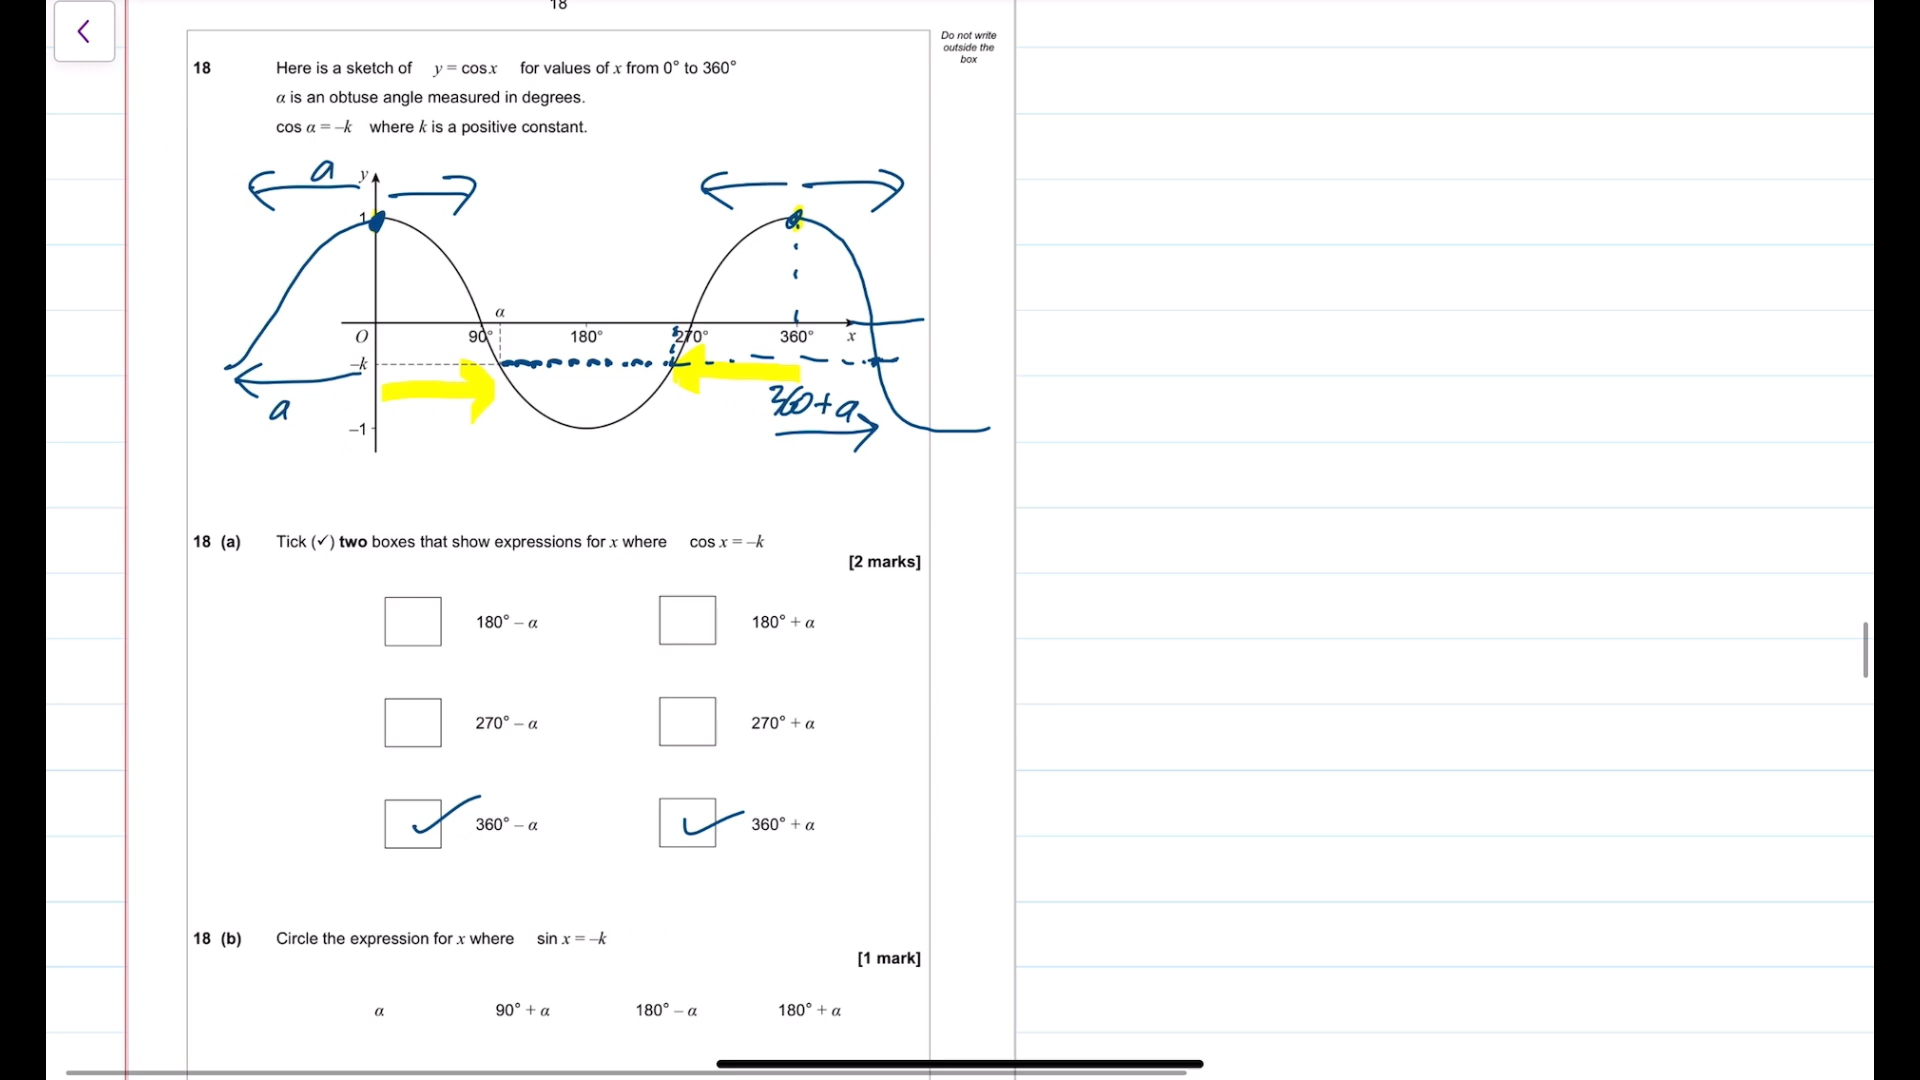 18
Do not write
outside the
box
18 Here is a sketch of y = cos x for values of x from 0° to 360°
α is an obtuse angle measured in degrees.
cos α = –k where k is a positive constant.
a
y
1
α
O 90° 180° 270° 360° x
–k
a
360+a
–1
18 (a) Tick (✓) two boxes that show expressions for x where cos x = –k
[2 marks]
180° – α 180° + α
270° – α 270° + α
✓ 360° – α ✓ 360° + α
18 (b) Circle the expression for x where sin x = –k
[1 mark]
α 90° + α 180° – α 180° + α